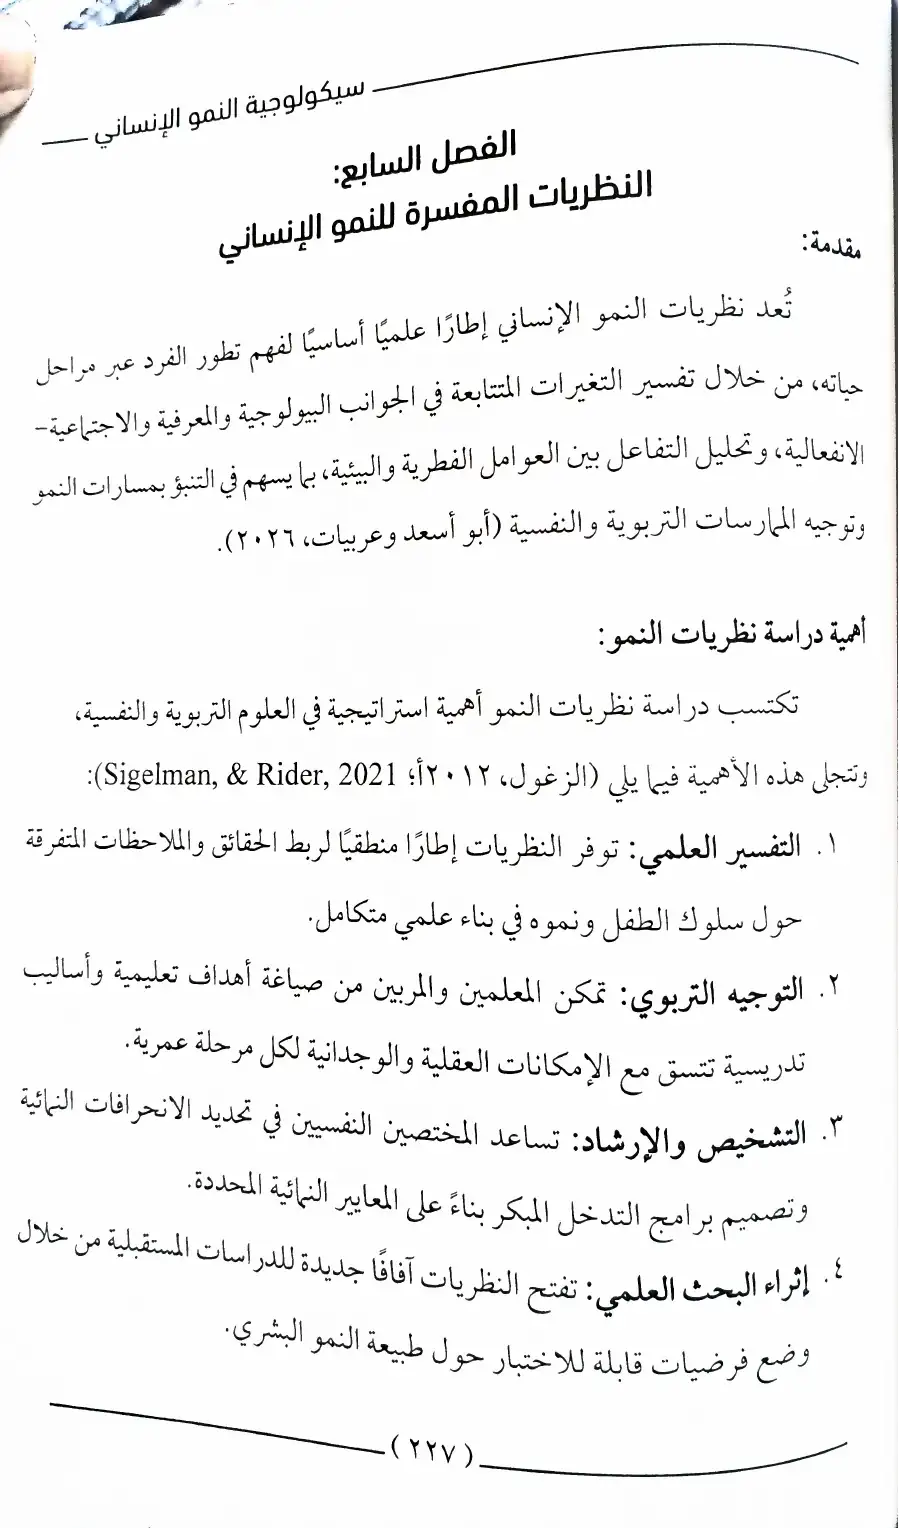 سيكولوجية النمو الإنساني
الفصل السابع:
النظريات المفسرة للنمو الإنساني
مقدمة:
تُعد نظريات النمو الإنساني إطارًا علميًا أساسيًا لفهم تطور الفرد عبر مراحل
حياته، من خلال تفسير التغيرات المتتابعة في الجوانب البيولوجية والمعرفية والاجتماعية-
الانفعالية، وتحليل التفاعل بين العوامل الفطرية والبيئية، بما يسهم في التنبؤ بمسارات النمو
وتوجيه الممارسات التربوية والنفسية (أبو أسعد وعربيات، ٢٠٢٦).
أهمية دراسة نظريات النمو:
تكتسب دراسة نظريات النمو أهمية استراتيجية في العلوم التربوية والنفسية،
وتتجلى هذه الأهمية فيما يلي (الزغول، ٢٠١٢أ؛ Sigelman, & Rider, 2021):
١. التفسير العلمي: توفر النظريات إطارًا منطقيًا لربط الحقائق والملاحظات المتفرقة
حول سلوك الطفل ونموه في بناء علمي متكامل.
٢. التوجيه التربوي: تمكن المعلمين والمربين من صياغة أهداف تعليمية وأساليب
تدريسية تتسق مع الإمكانات العقلية والوجدانية لكل مرحلة عمرية.
٣. التشخيص والإرشاد: تساعد المختصين النفسيين في تحديد الانحرافات النمائية
وتصميم برامج التدخل المبكر بناءً على المعايير النمائية المحددة.
٤. إثراء البحث العلمي: تفتح النظريات آفاقًا جديدة للدراسات المستقبلية من خلال
وضع فرضيات قابلة للاختبار حول طبيعة النمو البشري.
(٢٢٧)